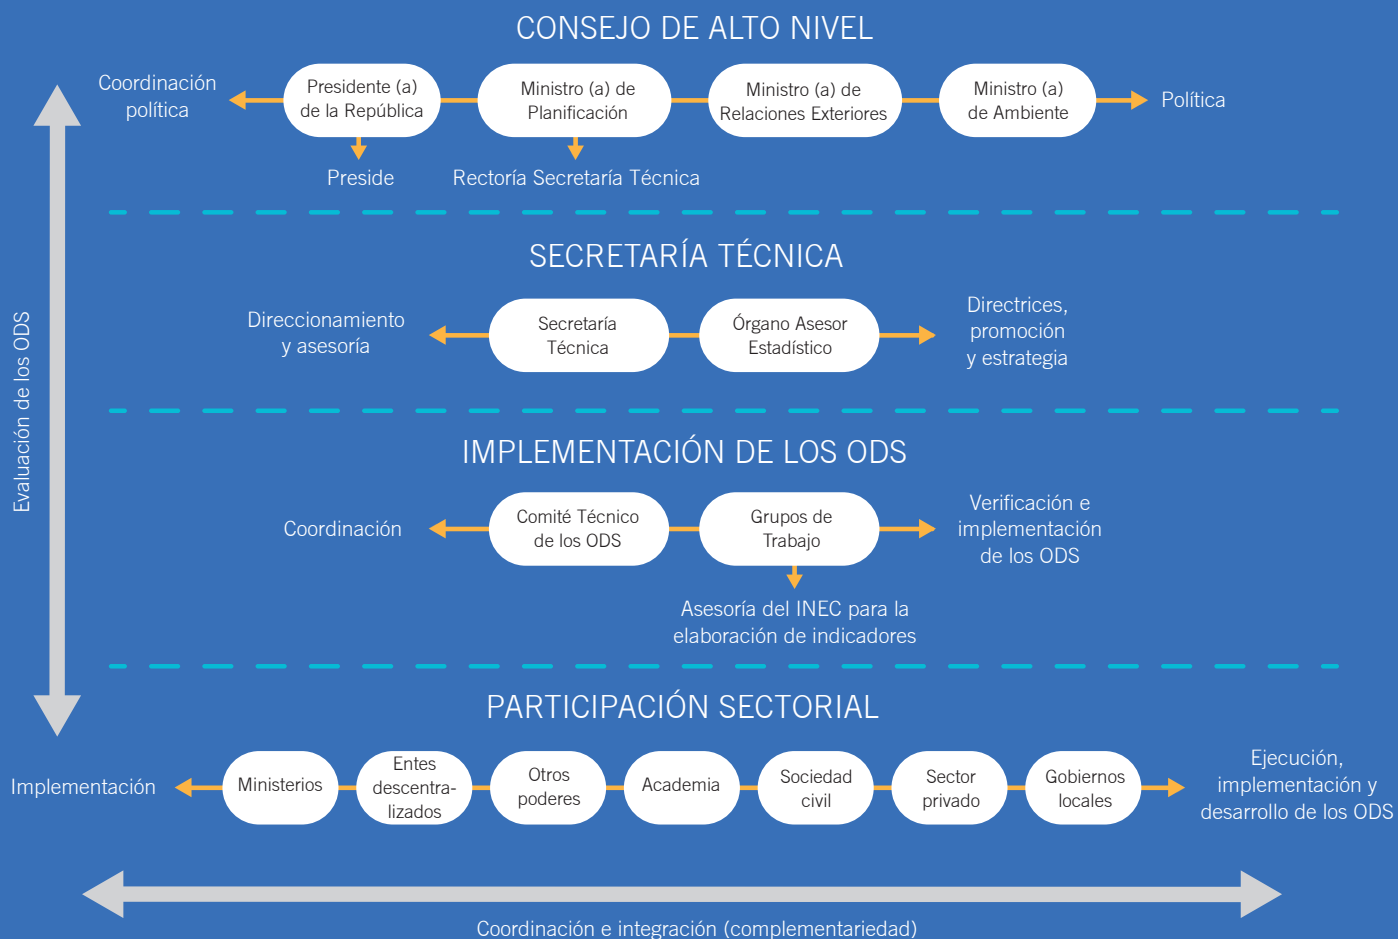 CONSEJO DE ALTO NIVEL
Coordinación
política
Presidente (a)
de la República
Ministro (a) de
Planificación
Ministro (a) de
Relaciones Exteriores
Ministro (a)
de Ambiente
Política
Preside
Rectoría Secretaría Técnica
SECRETARÍA TÉCNICA
Direccionamiento
y asesoría
Secretaría
Técnica
Órgano Asesor
Estadístico
Directrices,
promoción
y estrategia
Evaluación de los ODS
IMPLEMENTACIÓN DE LOS ODS
Coordinación
Comité Técnico
de los ODS
Grupos de
Trabajo
Verificación e
implementación
de los ODS
Asesoría del INEC para la
elaboración de indicadores
PARTICIPACIÓN SECTORIAL
Implementación
Ministerios
Entes
descentra-
lizados
Otros
poderes
Academia
Sociedad
civil
Sector
privado
Gobiernos
locales
Ejecución,
implementación y
desarrollo de los ODS
Coordinación e integración (complementariedad)